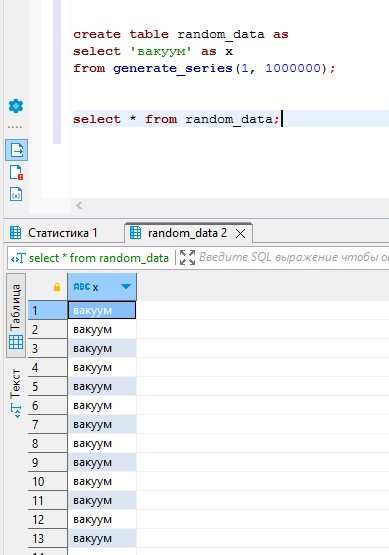 create table random_data as
select 'вакуум' as x
from generate_series(1, 1000000);
select * from random_data;
Статистика 1
random_data 2
select * from random_data
Введите SQL выражение чтобы о
Таблица
Текст
ABC x
1 вакуум
2 вакуум
3 вакуум
4 вакуум
5 вакуум
6 вакуум
7 вакуум
8 вакуум
9 вакуум
10 вакуум
11 вакуум
12 вакуум
13 вакуум